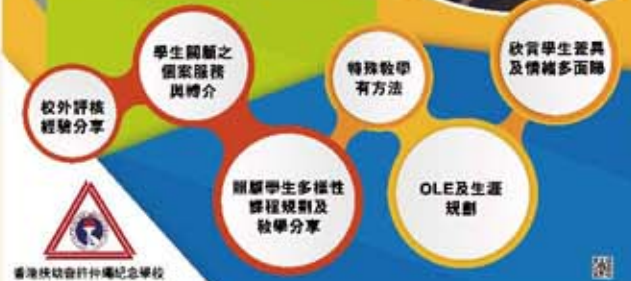 校外評核
經驗分享
學生關顧之
個案服務
與轉介
照顧學生多樣性
課程規劃及
教學分享
特殊教學
有方法
OLE及生涯
規劃
欣賞學生差異
及情緒多面睇
香港扶幼會許仲繩紀念學校